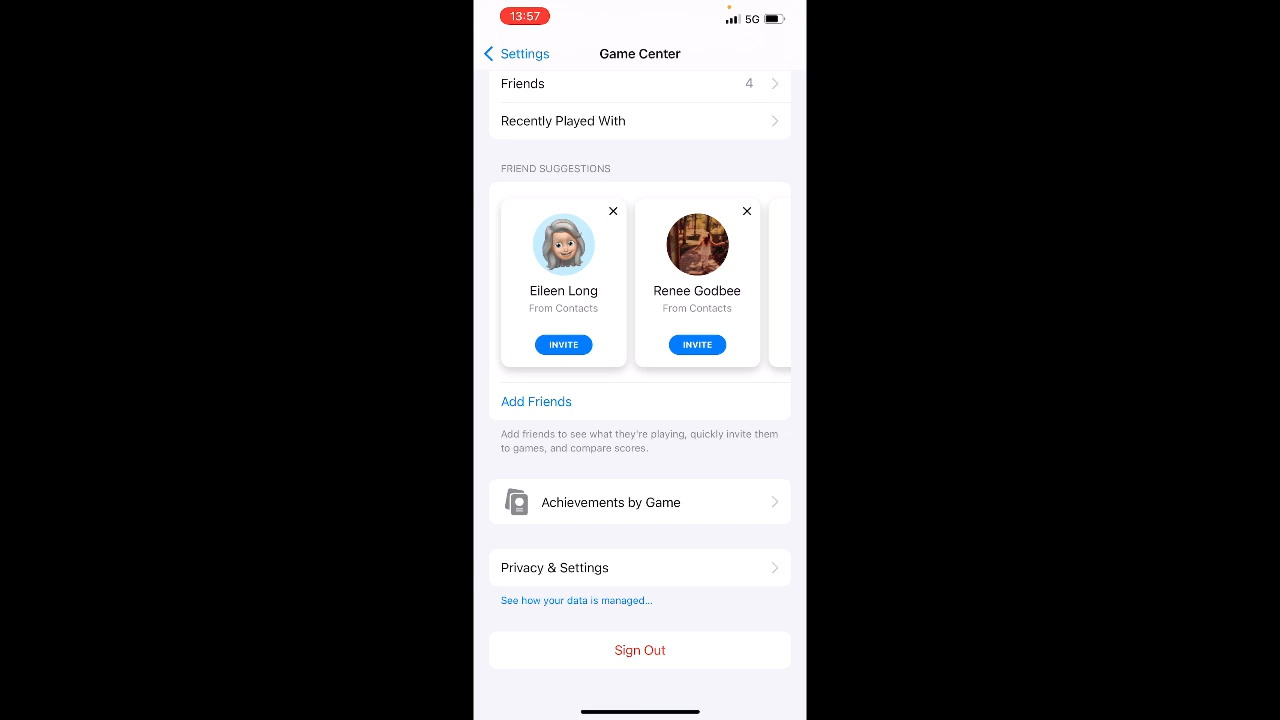 13:57
5G
Settings
Game Center
Friends
4
Recently Played With
FRIEND SUGGESTIONS
Eileen Long
From Contacts
INVITE
Renee Godbee
From Contacts
INVITE
Add Friends
Add friends to see what they're playing, quickly invite them
to games, and compare scores.
Achievements by Game
Privacy & Settings
See how your data is managed...
Sign Out